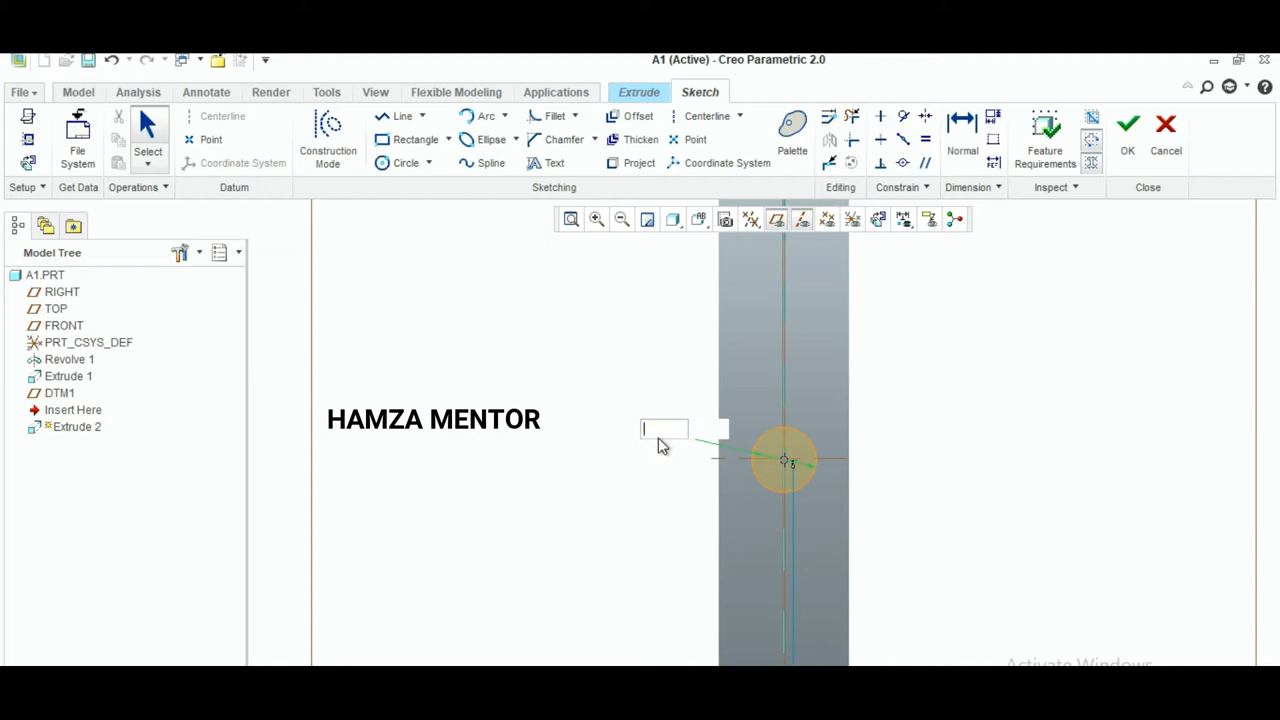 A1 (Active) - Creo Parametric 2.0
File Model Analysis Annotate Render Tools View Flexible Modeling Applications Extrude Sketch
Line Arc Fillet Offset Centerline
Centerline
Rectangle Ellipse Chamfer Thicken Point
Point
Circle Spline Text Project Coordinate System
Coordinate System
File System
Select
Construction Mode
Palette
Normal
Feature Requirements
OK
Cancel
Setup Get Data Operations Datum Sketching Editing Constrain Dimension Inspect Close
Model Tree
A1.PRT
RIGHT
TOP
FRONT
PRT_CSYS_DEF
Revolve 1
Extrude 1
DTM1
Insert Here
Extrude 2
HAMZA MENTOR
Activate Windows